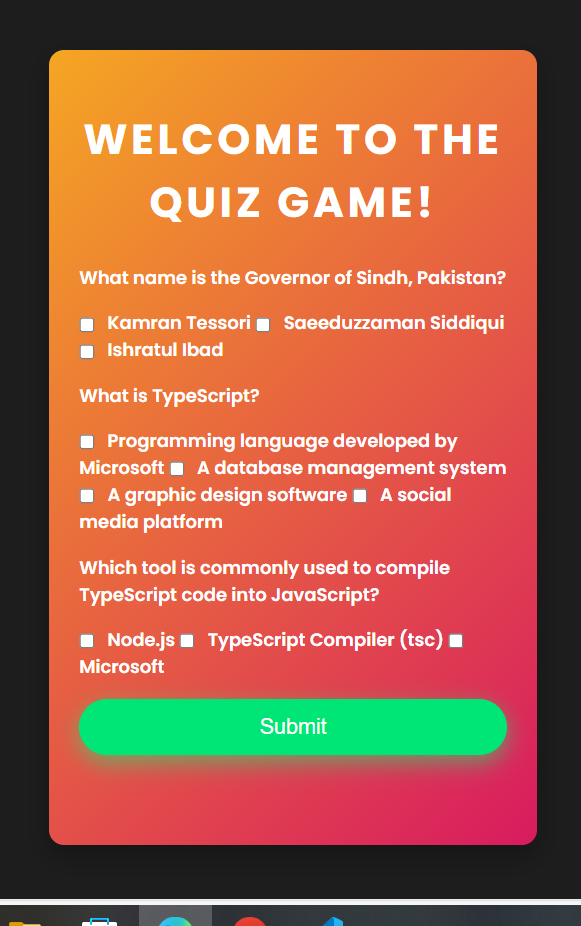 WELCOME TO THE
QUIZ GAME!
What name is the Governor of Sindh, Pakistan?
Kamran Tessori Saeeduzzaman Siddiqui
Ishratul Ibad
What is TypeScript?
Programming language developed by
Microsoft A database management system
A graphic design software A social
media platform
Which tool is commonly used to compile
TypeScript code into JavaScript?
Node.js TypeScript Compiler (tsc)
Microsoft
Submit